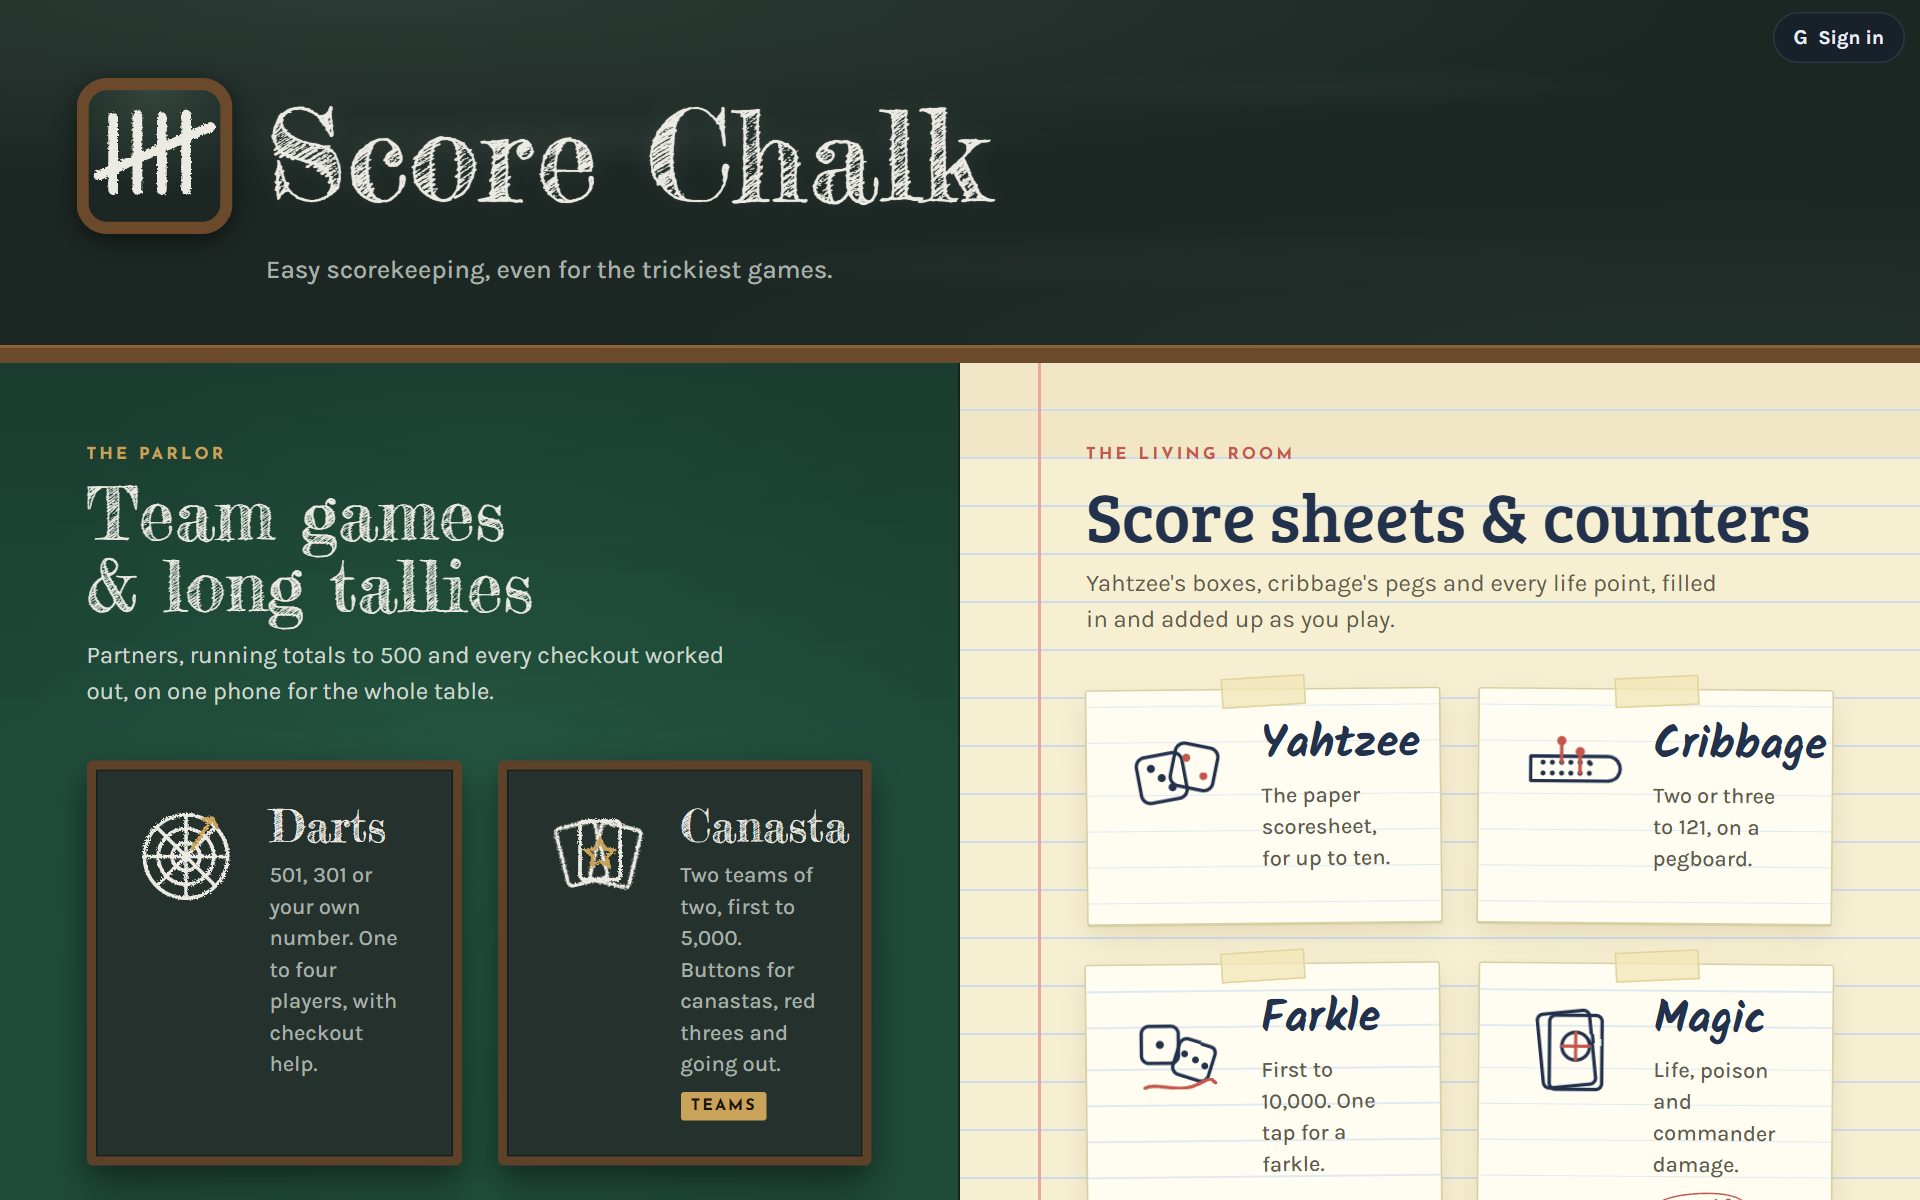 G Sign in
Score Chalk
Easy scorekeeping, even for the trickiest games.
THE PARLOR
Team games
& long tallies
Partners, running totals to 500 and every checkout worked
out, on one phone for the whole table.
Darts
501, 301 or
your own
number. One
to four
players, with
checkout
help.
Canasta
Two teams of
two, first to
5,000.
Buttons for
canastas, red
threes and
going out.
TEAMS
THE LIVING ROOM
Score sheets & counters
Yahtzee's boxes, cribbage's pegs and every life point, filled
in and added up as you play.
Yahtzee
The paper
scoresheet,
for up to ten.
Cribbage
Two or three
to 121, on a
pegboard.
Farkle
First to
10,000. One
tap for a
farkle.
Magic
Life, poison
and
commander
damage.